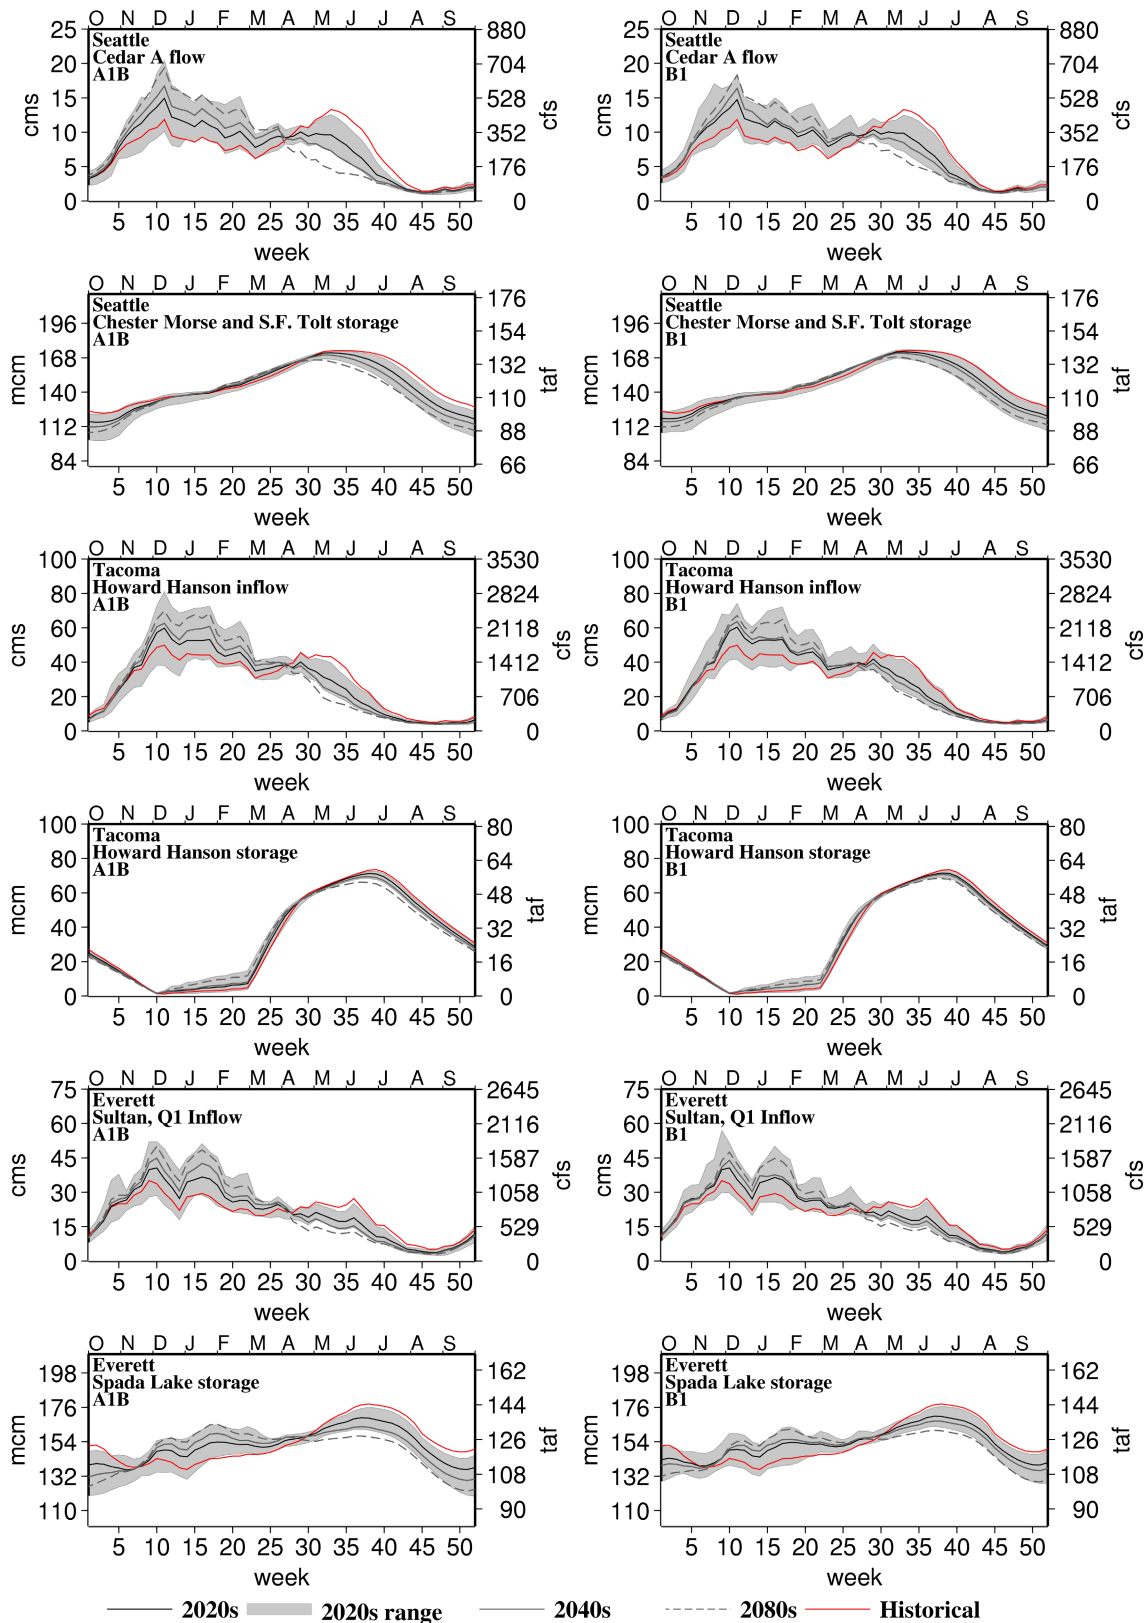 O N D J F M A M J J A S
O N D J F M A M J J A S
Seattle
Cedar A flow
A1B
25
20
15
10
5
0
cms
880
704
528
352
176
0
cfs
5 10 15 20 25 30 35 40 45 50
week
Seattle
Cedar A flow
B1
25
20
15
10
5
0
cms
880
704
528
352
176
0
cfs
5 10 15 20 25 30 35 40 45 50
week
O N D J F M A M J J A S
O N D J F M A M J J A S
Seattle
Chester Morse and S.F. Tolt storage
A1B
196
168
140
112
84
mcm
176
154
132
110
88
66
taf
5 10 15 20 25 30 35 40 45 50
week
Seattle
Chester Morse and S.F. Tolt storage
B1
196
168
140
112
84
mcm
176
154
132
110
88
66
taf
5 10 15 20 25 30 35 40 45 50
week
O N D J F M A M J J A S
O N D J F M A M J J A S
Tacoma
Howard Hanson inflow
A1B
100
80
60
40
20
0
cms
3530
2824
2118
1412
706
0
cfs
5 10 15 20 25 30 35 40 45 50
week
Tacoma
Howard Hanson inflow
B1
100
80
60
40
20
0
cms
3530
2824
2118
1412
706
0
cfs
5 10 15 20 25 30 35 40 45 50
week
O N D J F M A M J J A S
O N D J F M A M J J A S
Tacoma
Howard Hanson storage
A1B
100
80
60
40
20
0
mcm
80
64
48
32
16
0
taf
5 10 15 20 25 30 35 40 45 50
week
Tacoma
Howard Hanson storage
B1
100
80
60
40
20
0
mcm
80
64
48
32
16
0
taf
5 10 15 20 25 30 35 40 45 50
week
O N D J F M A M J J A S
O N D J F M A M J J A S
Everett
Sultan, Q1 Inflow
A1B
75
60
45
30
15
0
cms
2645
2116
1587
1058
529
0
cfs
5 10 15 20 25 30 35 40 45 50
week
Everett
Sultan, Q1 Inflow
B1
75
60
45
30
15
0
cms
2645
2116
1587
1058
529
0
cfs
5 10 15 20 25 30 35 40 45 50
week
O N D J F M A M J J A S
O N D J F M A M J J A S
Everett
Spada Lake storage
A1B
198
176
154
132
110
mcm
162
144
126
108
90
taf
5 10 15 20 25 30 35 40 45 50
week
Everett
Spada Lake storage
B1
198
176
154
132
110
mcm
162
144
126
108
90
taf
5 10 15 20 25 30 35 40 45 50
week
2020s 2020s range 2040s 2080s Historical